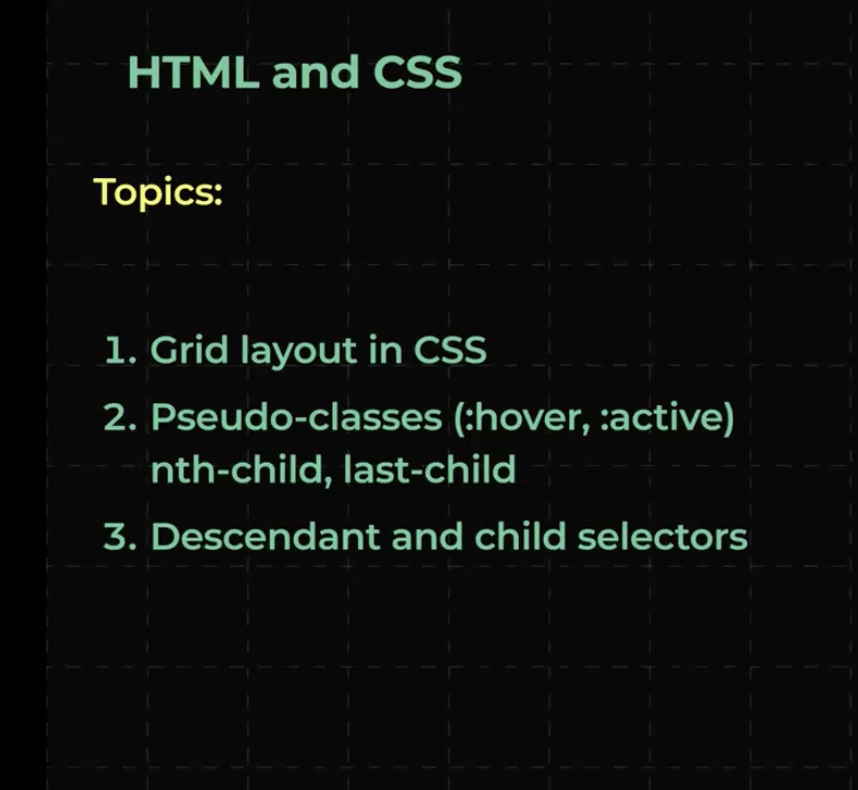 HTML and CSS
Topics:
1. Grid layout in CSS
2. Pseudo-classes (:hover, :active)
nth-child, last-child
3. Descendant and child selectors